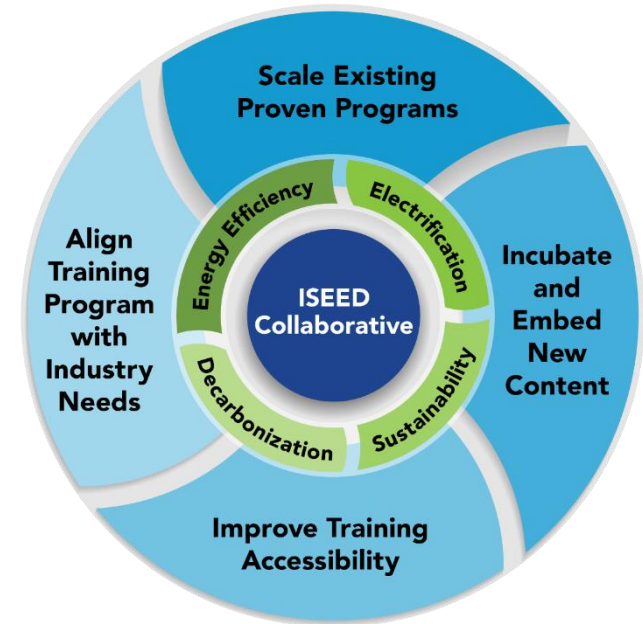 Scale Existing
Proven Programs
Incubate
and
Embed
New
Content
Improve Training
Accessibility
Align
Training
Program
with
Industry
Needs
Energy Efficiency
Electrification
Sustainability
Decarbonization
ISEED
Collaborative